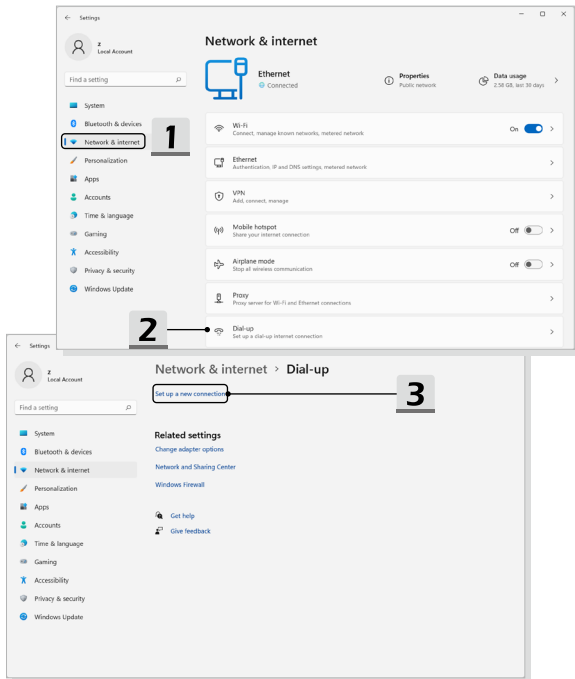 Settings
z
Local Account
Find a setting
System
Bluetooth & devices
Network & internet
Personalization
Apps
Accounts
Time & language
Gaming
Accessibility
Privacy & security
Windows Update
1
Network & internet
Ethernet
Connected
Properties
Public network
Data usage
2.58 GB, last 30 days
Wi-Fi
Connect, manage known networks, metered network
On
Ethernet
Authentication, IP and DNS settings, metered network
VPN
Add, connect, manage
Mobile hotspot
Share your internet connection
Off
Airplane mode
Stop all wireless communication
Off
Proxy
Proxy server for Wi-Fi and Ethernet connections
2
Dial-up
Set up a dial-up internet connection
Settings
z
Local Account
Find a setting
System
Bluetooth & devices
Network & internet
Personalization
Apps
Accounts
Time & language
Gaming
Accessibility
Privacy & security
Windows Update
Network & internet > Dial-up
Set up a new connection
3
Related settings
Change adapter options
Network and Sharing Center
Windows Firewall
Get help
Give feedback